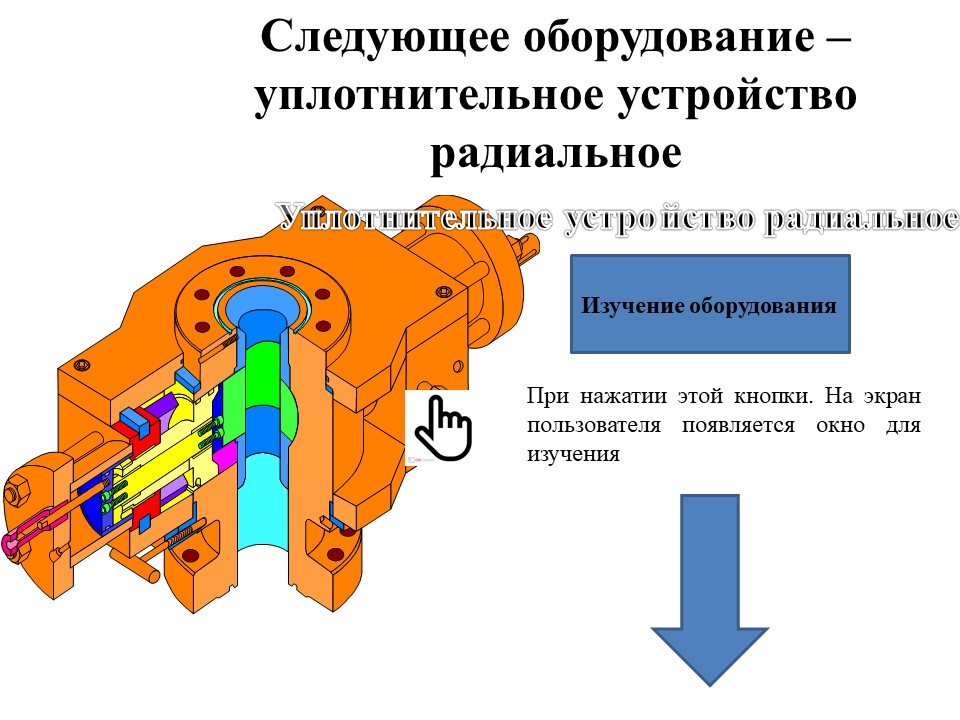 Следующее оборудование –
уплотнительное устройство
радиальное
Уплотнительное устройство радиальное
Изучение оборудования
При нажатии этой кнопки. На экран
пользователя появляется окно для
изучения